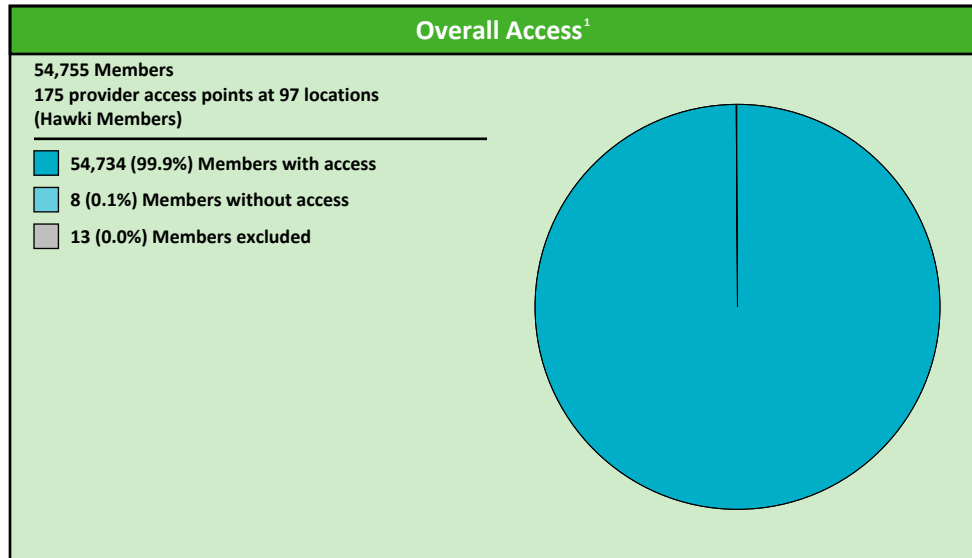 Overall Access¹
54,755 Members
175 provider access points at 97 locations
(Hawki Members)
54,734 (99.9%) Members with access
8 (0.1%) Members without access
13 (0.0%) Members excluded